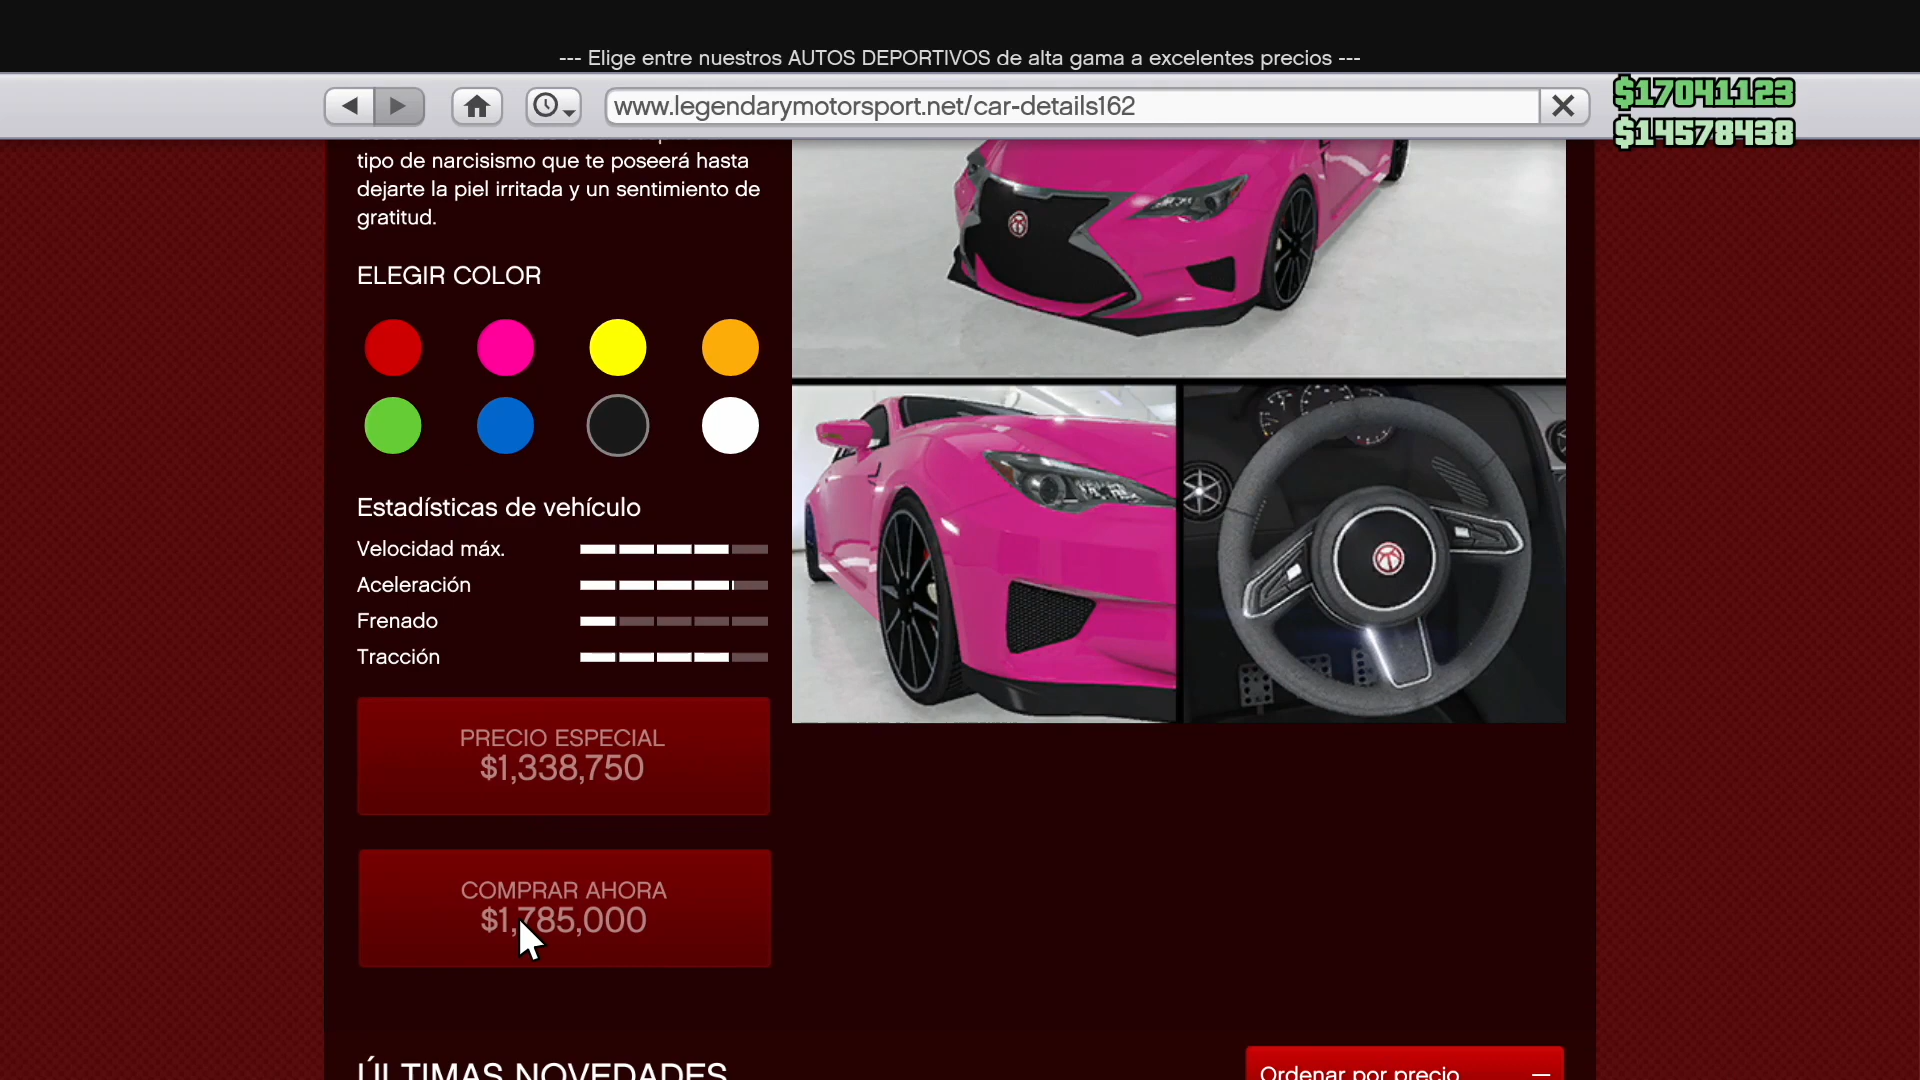 --- Elige entre nuestros AUTOS DEPORTIVOS de alta gama a excelentes precios ---
www.legendarymotorsport.net/car-details162
$17041123
$14578438
tipo de narcisismo que te poseerá hasta
dejarte la piel irritada y un sentimiento de
gratitud.
ELEGIR COLOR
Estadísticas de vehículo
Velocidad máx.
Aceleración
Frenado
Tracción
PRECIO ESPECIAL
$1,338,750
COMPRAR AHORA
$1,785,000
ÚLTIMAS NOVEDADES
Ordenar por precio